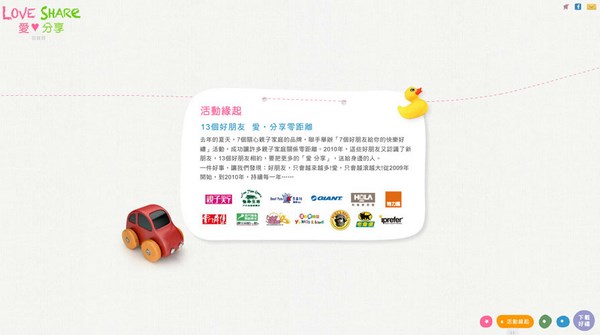 LOVE SHARE
愛♥分享
活動緣起
13個好朋友 愛‧分享零距離
去年的夏天，7個關心親子家庭的品牌，聯手舉辦「7個好朋友給你的快樂好
禮」活動，成功讓許多親子家庭關係零距離。2010年，這些好朋友又認識了新
朋友，13個好朋友相約，要把愛多的「愛 分享」，送給身邊的人。
一件好事，讓我們發現：好朋友，只會越來越多!愛，只會越滾越大!從2009年
開始，到2010年，持續每一年⋯⋯
親子天下
GIANT
HOLA
iprefer
活動緣起
下載
好禮